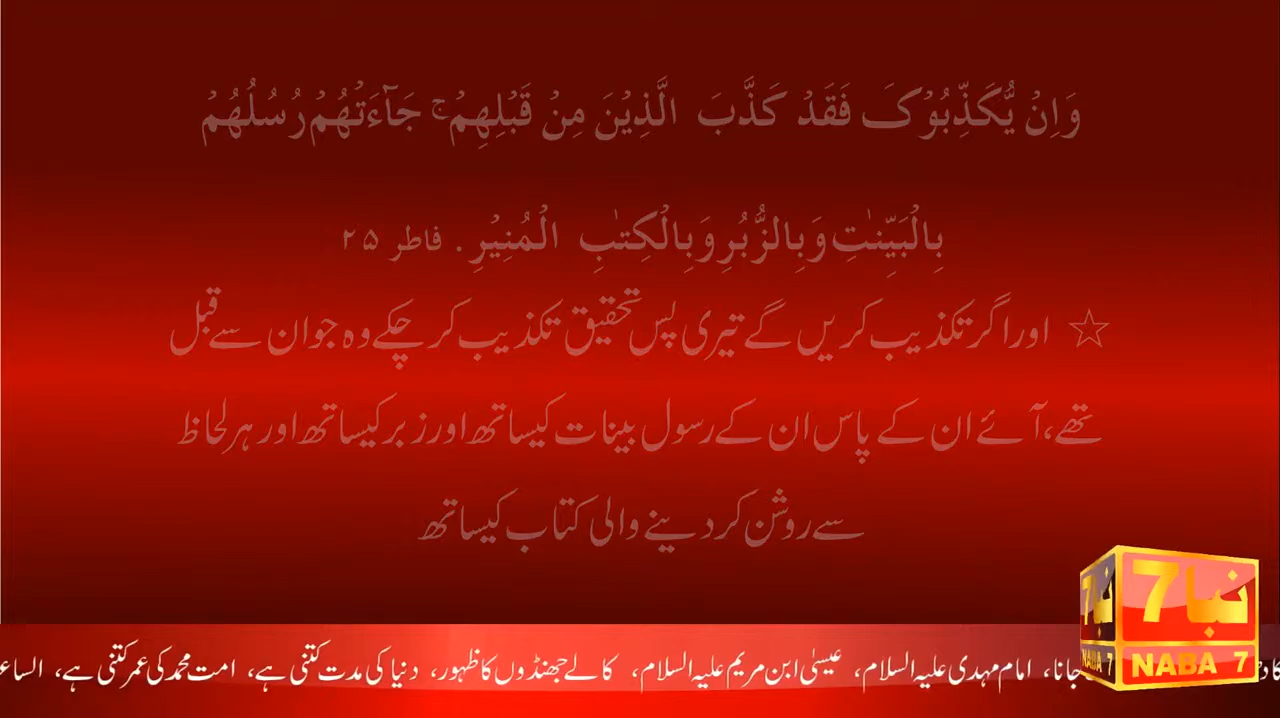 وَاِنۡ يُّكَذِّبُوۡكَ فَقَدۡ كَذَّبَ الَّذِيۡنَ مِنۡ قَبۡلِهِمۡ‌ۚ جَآءَتۡهُمۡ رُسُلُهُمۡ
بِالۡبَيِّنٰتِ وَبِالزُّبُرِ وَبِالۡكِتٰبِ الۡمُنِيۡرِ . فاطر ۲۵
☆ اور اگر تکذیب کریں گے تیری پس تحقیق تکذیب کر چکے وہ جو ان سے قبل
تھے، آئے ان کے پاس ان کے رسول بینات کیساتھ اور زبر کیساتھ اور ہر لحاظ
سے روشن کر دینے والی کتاب کیساتھ
نبا 7
نبا 7
NABA 7
NABA 7
جانا، امام مہدی علیہ السلام، عیسیٰ ابن مریم علیہ السلام، کالے جھنڈوں کا ظہور، دنیا کی مدت کتنی ہے، امت محمد کی عمر کتنی ہے،